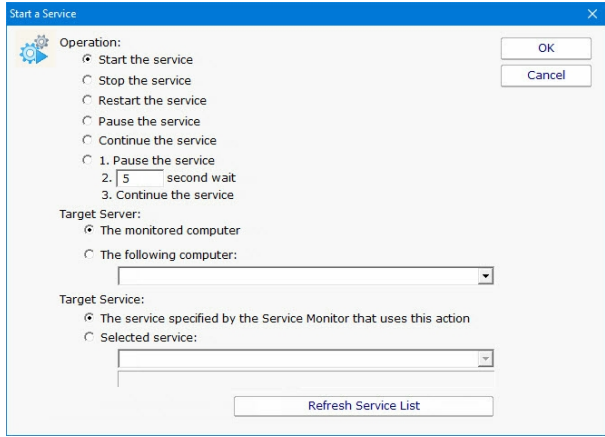 Start a Service
Operation:
OK
Start the service
Cancel
Stop the service
Restart the service
Pause the service
Continue the service
1. Pause the service
2. 5 second wait
3. Continue the service
Target Server:
The monitored computer
The following computer:
Target Service:
The service specified by the Service Monitor that uses this action
Selected service:
Refresh Service List